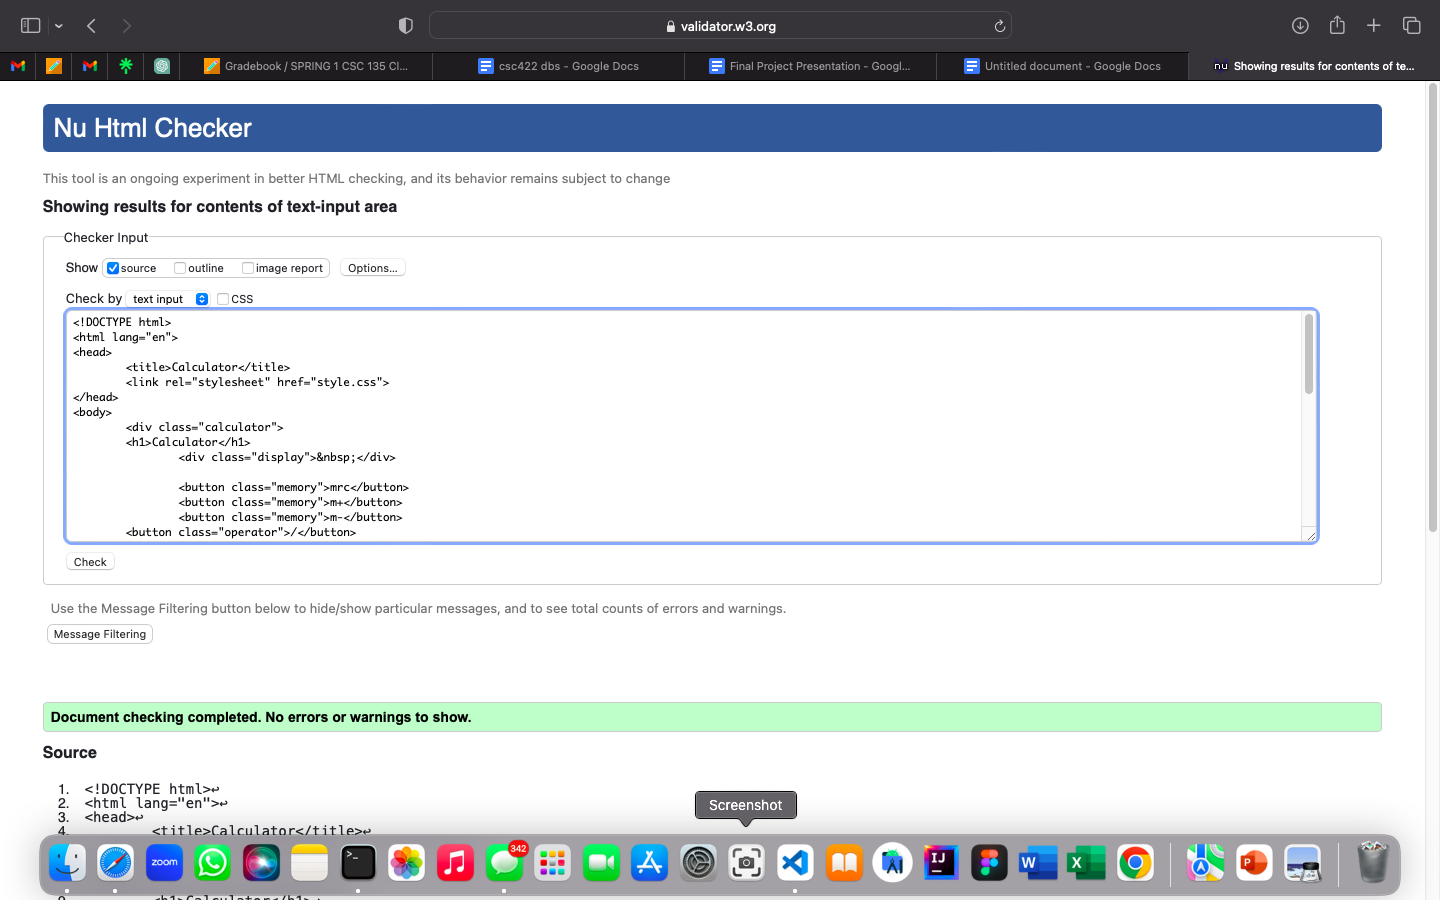 validator.w3.org
Gradebook / SPRING 1 CSC 135 Cl...
csc422 dbs - Google Docs
Final Project Presentation - Googl...
Untitled document - Google Docs
nu Showing results for contents of te...
Nu Html Checker
This tool is an ongoing experiment in better HTML checking, and its behavior remains subject to change
Showing results for contents of text-input area
Checker Input
Show source outline image report Options...
Check by text input CSS
<!DOCTYPE html>
<html lang="en">
<head>
<title>Calculator</title>
<link rel="stylesheet" href="style.css">
</head>
<body>
<div class="calculator">
<h1>Calculator</h1>
<div class="display">&nbsp;</div>
<button class="memory">mrc</button>
<button class="memory">m+</button>
<button class="memory">m-</button>
<button class="operator">/</button>
Check
Use the Message Filtering button below to hide/show particular messages, and to see total counts of errors and warnings.
Message Filtering
Document checking completed. No errors or warnings to show.
Source
1. <!DOCTYPE html>↩
2. <html lang="en">↩
3. <head>↩
4. <title>Calculator</title>↩
Screenshot
zoom
342
IJ
W
X
P